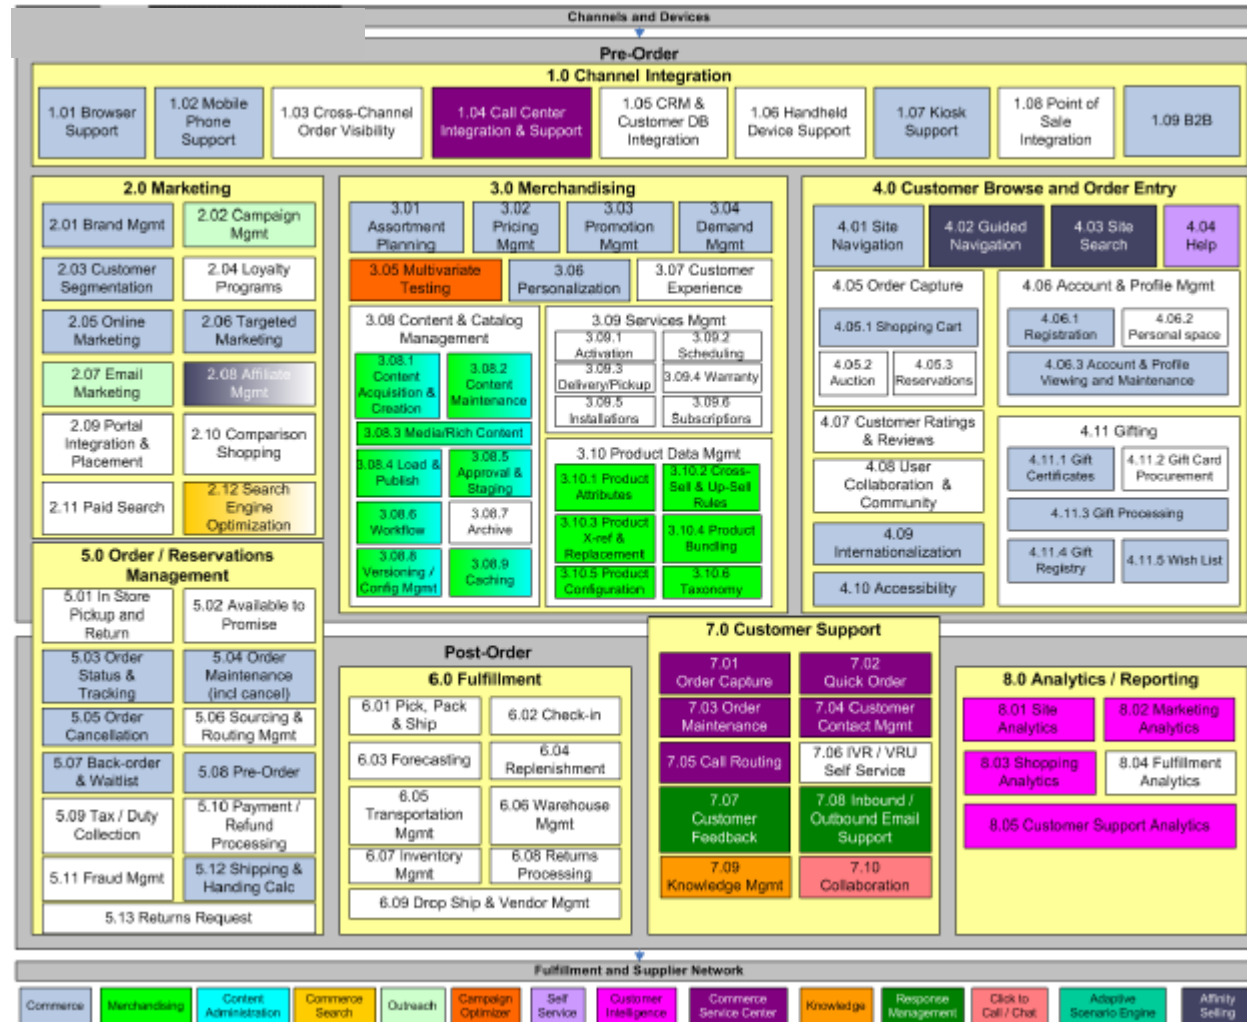 Channels and Devices
Pre-Order
1.0 Channel Integration
1.01 Browser
Support
1.02 Mobile
Phone
Support
1.03 Cross-Channel
Order Visibility
1.04 Call Center
Integration & Support
1.05 CRM &
Customer DB
Integration
1.06 Handheld
Device Support
1.07 Kiosk
Support
1.08 Point of
Sale
Integration
1.09 B2B
2.0 Marketing
2.01 Brand Mgmt
2.02 Campaign
Mgmt
2.03 Customer
Segmentation
2.04 Loyalty
Programs
2.05 Online
Marketing
2.06 Targeted
Marketing
2.07 Email
Marketing
2.08 Affiliate
Mgmt
2.09 Portal
Integration &
Placement
2.10 Comparison
Shopping
2.11 Paid Search
2.12 Search
Engine
Optimization
3.0 Merchandising
3.01
Assortment
Planning
3.02
Pricing
Mgmt
3.03
Promotion
Mgmt
3.04
Demand
Mgmt
3.05 Multivariate
Testing
3.06
Personalization
3.07 Customer
Experience
3.08 Content & Catalog
Management
3.08.1
Content
Acquisition &
Creation
3.08.2
Content
Maintenance
3.08.3 Media/Rich Content
3.08.4 Load &
Publish
3.08.5
Approval &
Staging
3.08.6
Workflow
3.08.7
Archive
3.08.8
Versioning /
Config Mgmt
3.08.9
Caching
3.09 Services Mgmt
3.09.1
Activation
3.09.2
Scheduling
3.09.3
Delivery/Pickup
3.09.4 Warranty
3.09.5
Installations
3.09.6
Subscriptions
3.10 Product Data Mgmt
3.10.1 Product
Attributes
3.10.2 Cross-
Sell & Up-Sell
Rules
3.10.3 Product
X-ref &
Replacement
3.10.4 Product
Bundling
3.10.5 Product
Configuration
3.10.6
Taxonomy
4.0 Customer Browse and Order Entry
4.01 Site
Navigation
4.02 Guided
Navigation
4.03 Site
Search
4.04
Help
4.05 Order Capture
4.05.1 Shopping Cart
4.05.2
Auction
4.05.3
Reservations
4.06 Account & Profile Mgmt
4.06.1
Registration
4.06.2
Personal space
4.06.3 Account & Profile
Viewing and Maintenance
4.07 Customer Ratings
& Reviews
4.08 User
Collaboration &
Community
4.09
Internationalization
4.10 Accessibility
4.11 Gifting
4.11.1 Gift
Certificates
4.11.2 Gift Card
Procurement
4.11.3 Gift Processing
4.11.4 Gift
Registry
4.11.5 Wish List
5.0 Order / Reservations
Management
5.01 In Store
Pickup and
Return
5.02 Available to
Promise
5.03 Order
Status &
Tracking
5.04 Order
Maintenance
(incl cancel)
5.05 Order
Cancellation
5.06 Sourcing &
Routing Mgmt
5.07 Back-order
& Waitlist
5.08 Pre-Order
5.09 Tax / Duty
Collection
5.10 Payment /
Refund
Processing
5.11 Fraud Mgmt
5.12 Shipping &
Handing Calc
5.13 Returns Request
Post-Order
6.0 Fulfillment
6.01 Pick, Pack
& Ship
6.02 Check-in
6.03 Forecasting
6.04
Replenishment
6.05
Transportation
Mgmt
6.06 Warehouse
Mgmt
6.07 Inventory
Mgmt
6.08 Returns
Processing
6.09 Drop Ship & Vendor Mgmt
7.0 Customer Support
7.01
Order Capture
7.02
Quick Order
7.03 Order
Maintenance
7.04 Customer
Contact Mgmt
7.05 Call Routing
7.06 IVR / VRU
Self Service
7.07
Customer
Feedback
7.08 Inbound /
Outbound Email
Support
7.09
Knowledge Mgmt
7.10
Collaboration
8.0 Analytics / Reporting
8.01 Site
Analytics
8.02 Marketing
Analytics
8.03 Shopping
Analytics
8.04 Fulfillment
Analytics
8.05 Customer Support Analytics
Fulfillment and Supplier Network
Commerce
Merchandising
Content
Administration
Commerce
Search
Outreach
Campaign
Optimizer
Self
Service
Customer
Intelligence
Commerce
Service Center
Knowledge
Response
Management
Click to
Call / Chat
Adaptive
Scenario Engine
Affinity
Selling